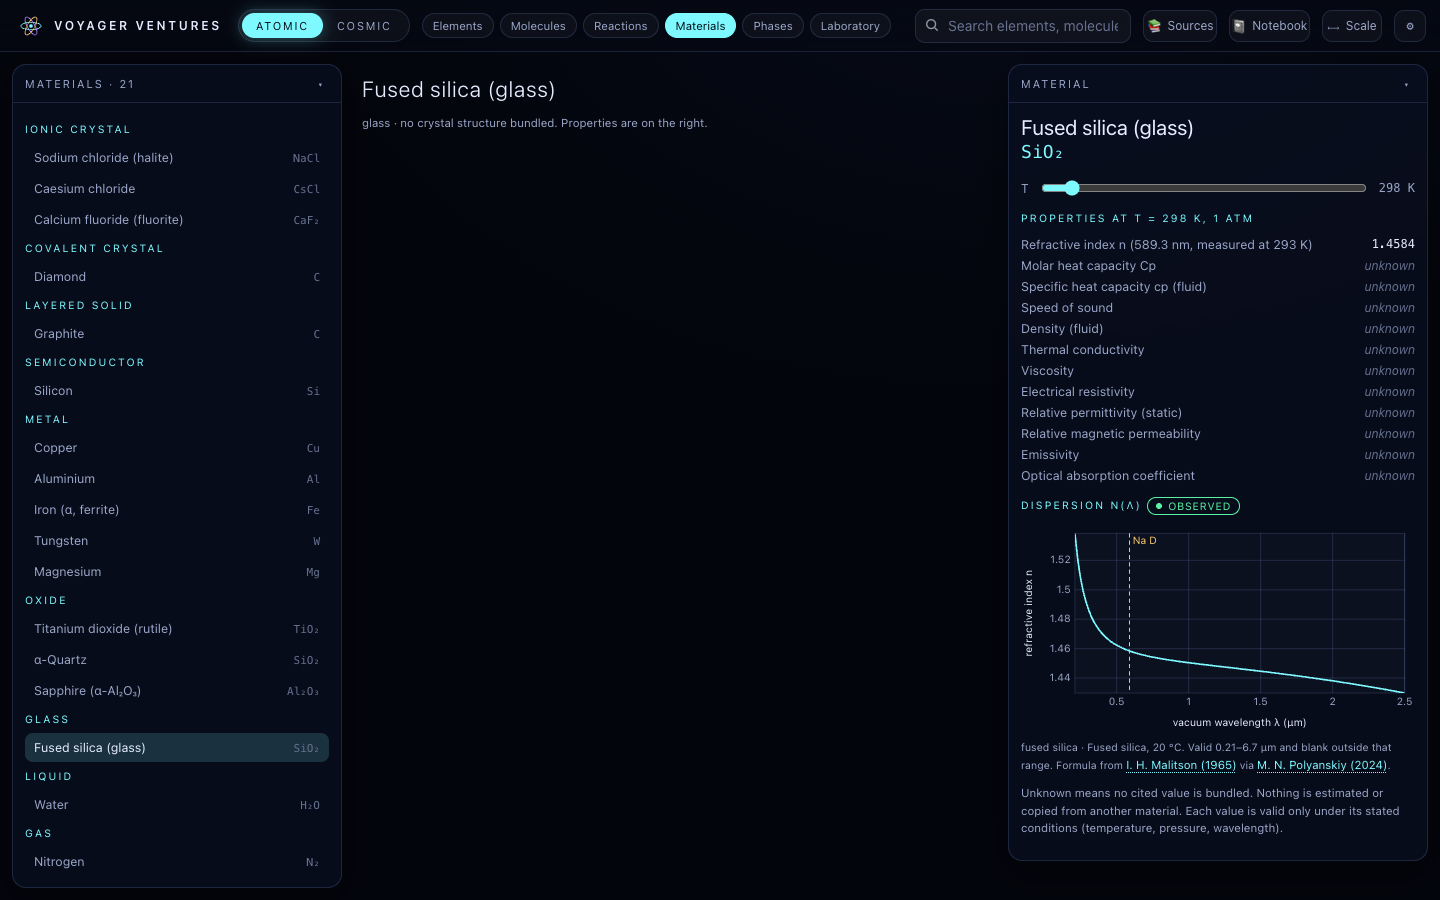 VOYAGER VENTURES
ATOMIC
COSMIC
Elements
Molecules
Reactions
Materials
Phases
Laboratory
Search elements, molecule
Sources
Notebook
Scale
MATERIALS · 21
IONIC CRYSTAL
Sodium chloride (halite) NaCl
Caesium chloride CsCl
Calcium fluoride (fluorite) CaF₂
COVALENT CRYSTAL
Diamond C
LAYERED SOLID
Graphite C
SEMICONDUCTOR
Silicon Si
METAL
Copper Cu
Aluminium Al
Iron (α, ferrite) Fe
Tungsten W
Magnesium Mg
OXIDE
Titanium dioxide (rutile) TiO₂
α-Quartz SiO₂
Sapphire (α-Al₂O₃) Al₂O₃
GLASS
Fused silica (glass) SiO₂
LIQUID
Water H₂O
GAS
Nitrogen N₂
Fused silica (glass)
glass · no crystal structure bundled. Properties are on the right.
MATERIAL
Fused silica (glass)
SiO₂
T 298 K
PROPERTIES AT T = 298 K, 1 ATM
Refractive index n (589.3 nm, measured at 293 K) 1.4584
Molar heat capacity Cp unknown
Specific heat capacity cp (fluid) unknown
Speed of sound unknown
Density (fluid) unknown
Thermal conductivity unknown
Viscosity unknown
Electrical resistivity unknown
Relative permittivity (static) unknown
Relative magnetic permeability unknown
Emissivity unknown
Optical absorption coefficient unknown
DISPERSION N(Λ) OBSERVED
Na D
1.52
1.5
1.48
1.46
1.44
refractive index n
0.5 1 1.5 2 2.5
vacuum wavelength λ (µm)
fused silica · Fused silica, 20 °C. Valid 0.21–6.7 µm and blank outside that
range. Formula from I. H. Malitson (1965) via M. N. Polyanskiy (2024).
Unknown means no cited value is bundled. Nothing is estimated or
copied from another material. Each value is valid only under its stated
conditions (temperature, pressure, wavelength).